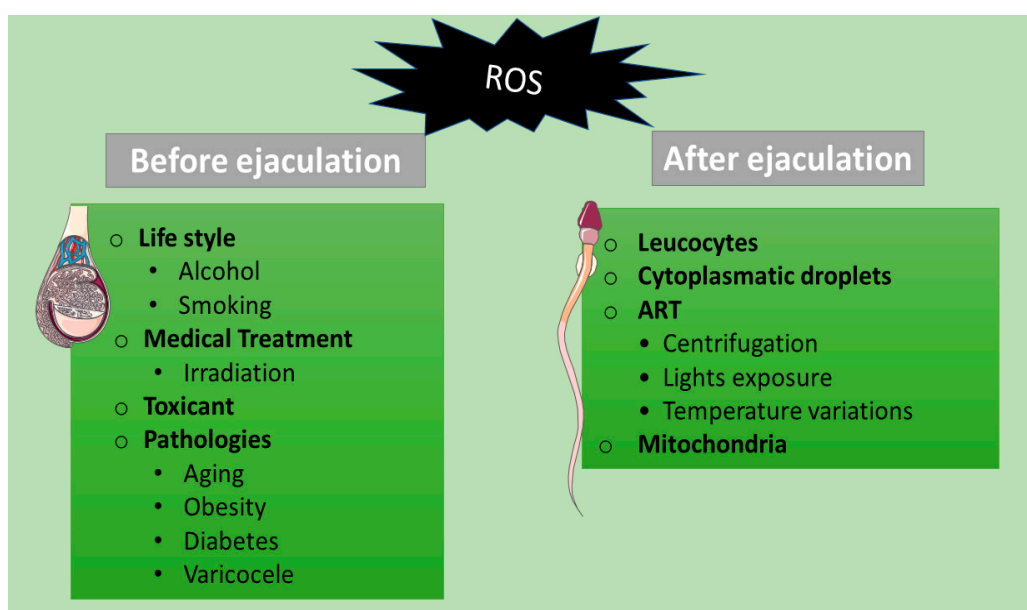 ROS
Before ejaculation
o Life style
• Alcohol
• Smoking
o Medical Treatment
• Irradiation
o Toxicant
o Pathologies
• Aging
• Obesity
• Diabetes
• Varicocele
After ejaculation
o Leucocytes
o Cytoplasmatic droplets
o ART
• Centrifugation
• Lights exposure
• Temperature variations
o Mitochondria